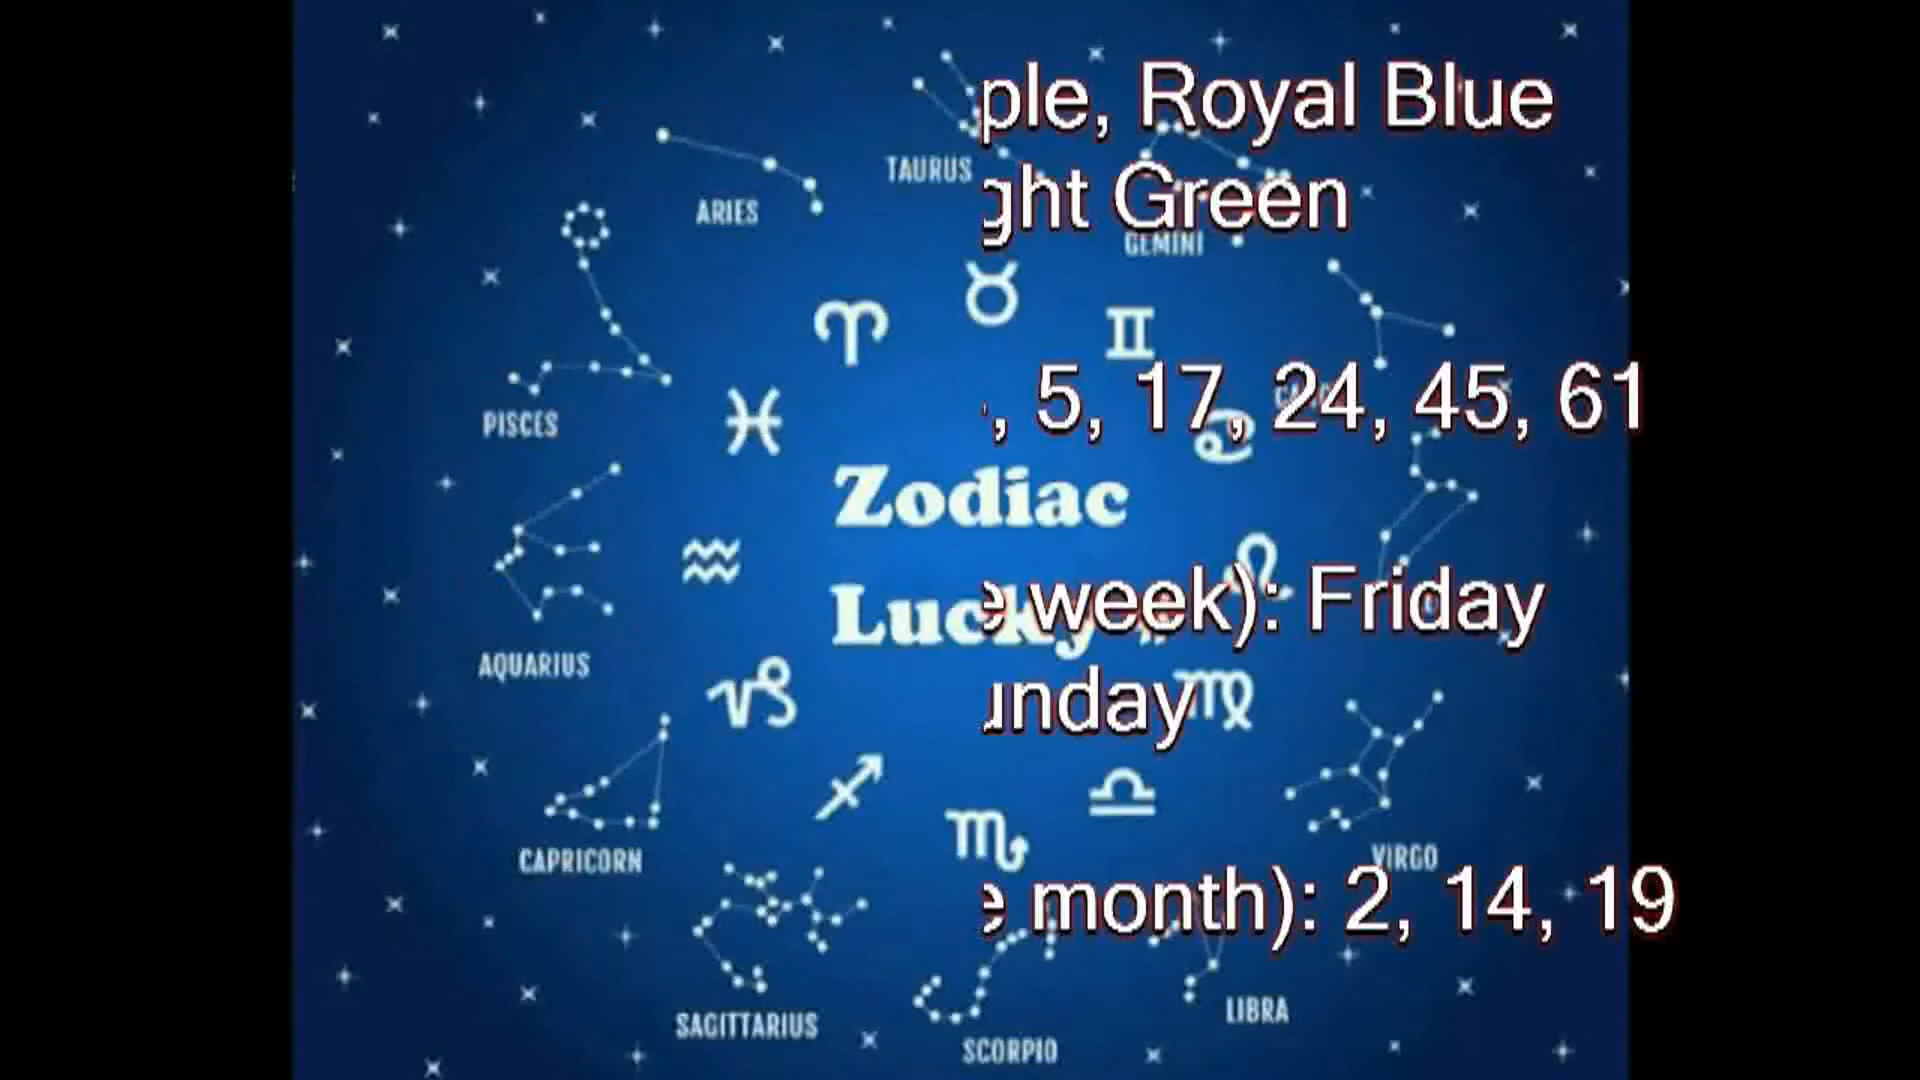 ple, Royal Blue
TAURUS
ght Green
ARIES
GEMINI
, 5, 17, 24, 45, 61
PISCES
Zodiac
week): Friday
Lucky
AQUARIUS
unday
CAPRICORN
VIRGO
month): 2, 14, 19
SAGITTARIUS
LIBRA
SCORPIO